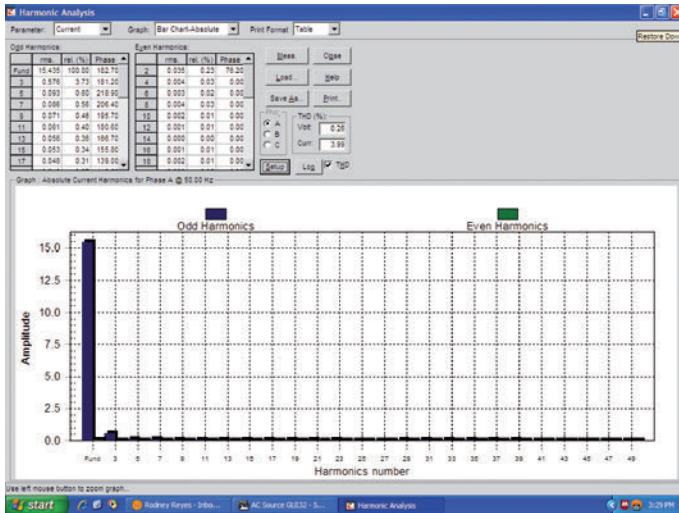 Harmonic Analysis
Parameter: Current Graph: Bar Chart-Absolute Print Format: Table
Restore Dow
Odd Harmonics: Even Harmonics:
rms. rel. (%) Phase rms. rel. (%) Phase
Fund 15.435 100.00 182.70 2 0.035 0.23 76.20
3 0.576 3.73 181.20 4 0.004 0.03 0.00
5 0.093 0.60 218.90 6 0.003 0.02 0.00
7 0.086 0.56 206.40 8 0.004 0.03 0.00
9 0.071 0.46 195.70 10 0.002 0.01 0.00
11 0.061 0.40 180.60 12 0.001 0.01 0.00
13 0.056 0.36 166.70 14 0.000 0.00 0.00
15 0.053 0.34 155.80 16 0.001 0.01 0.00
17 0.048 0.31 139.00 18 0.002 0.01 0.00
Meas. Close
Load... Help
Save As... Print...
THD (%):
A Volt: 0.26
B
C Curr: 3.99
Setup Log THD
Graph : Absolute Current Harmonics for Phase A @ 50.00 Hz
Odd Harmonics Even Harmonics
15.0
12.5
10.0
7.5
5.0
2.5
0.0
Amplitude
Fund 3 5 7 9 11 13 15 17 19 21 23 25 27 29 31 33 35 37 39 41 43 45 47 49
Harmonics number
Use left mouse button to zoom graph...
start Rodney Reyes - Inbo... AC Source GUI32 - S... Harmonic Analysis 3:29 PM